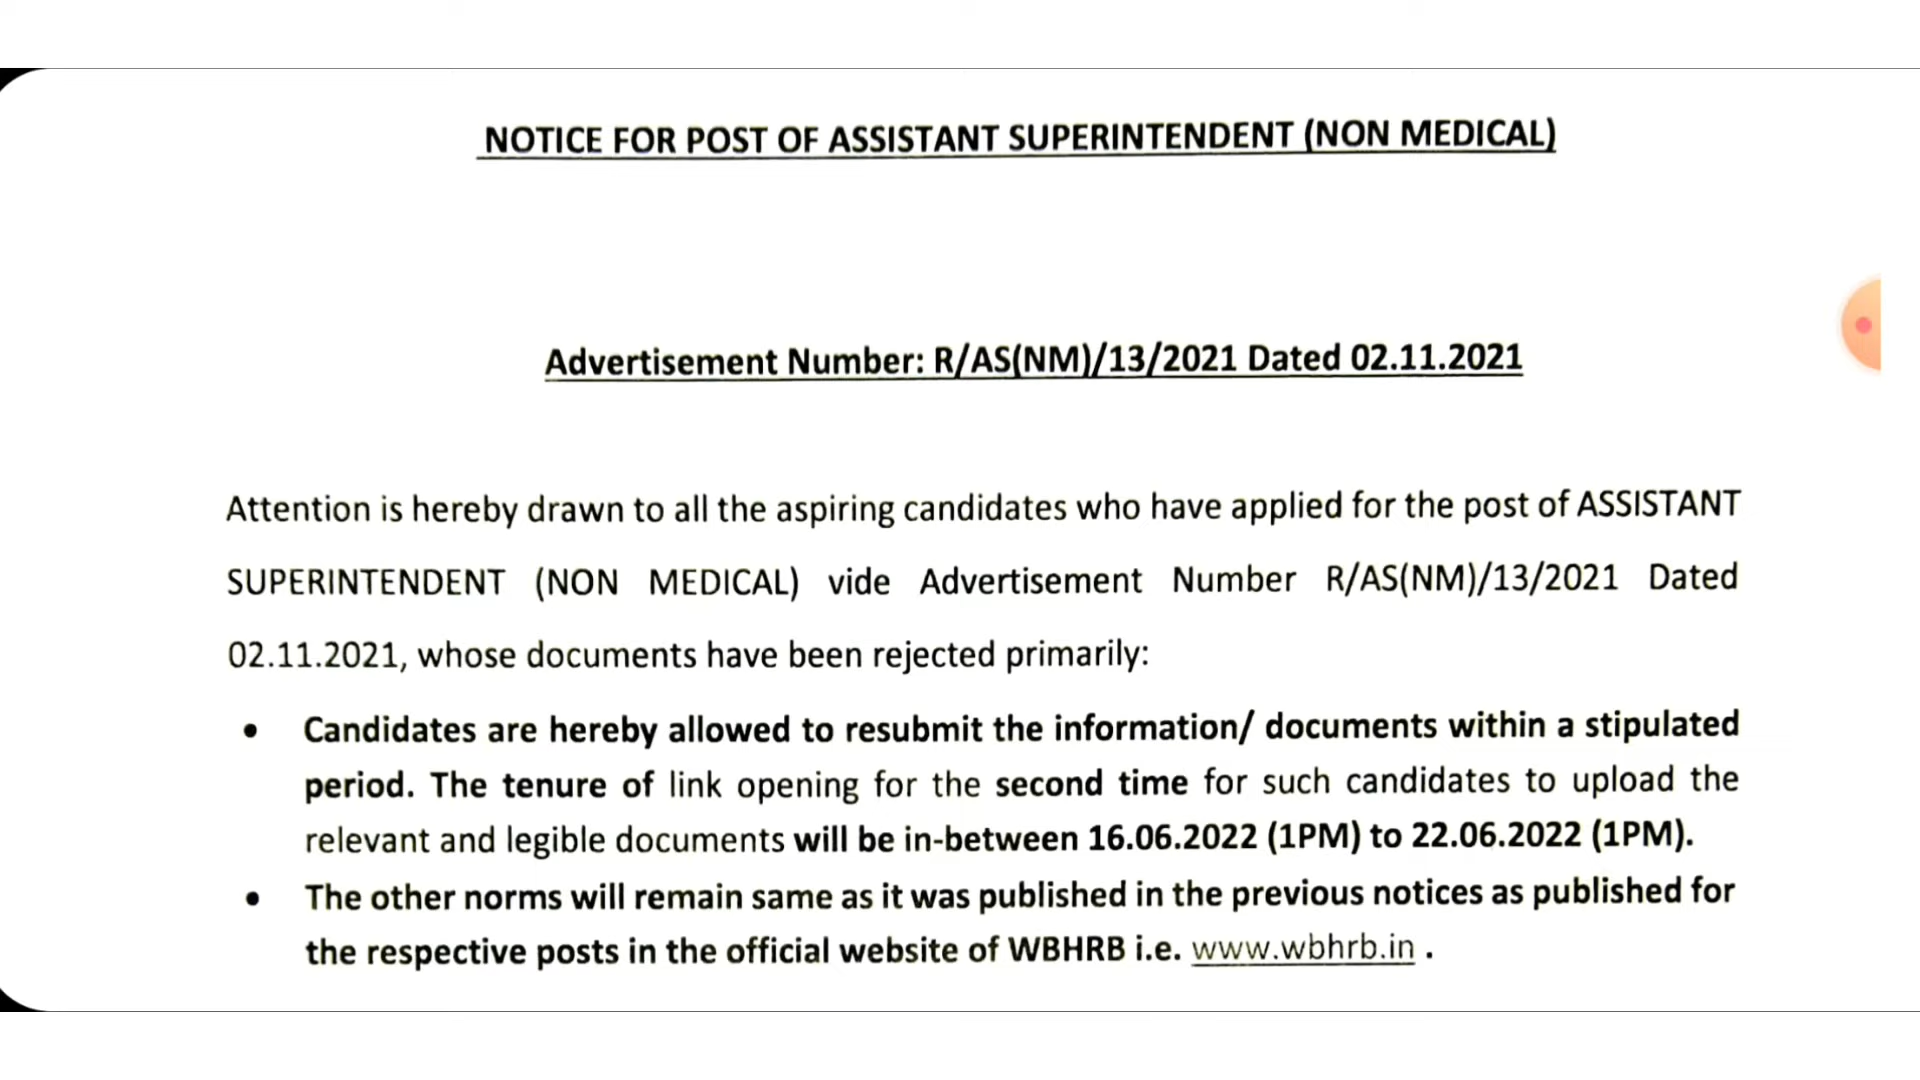 NOTICE FOR POST OF ASSISTANT SUPERINTENDENT (NON MEDICAL)
Advertisement Number: R/AS(NM)/13/2021 Dated 02.11.2021
Attention is hereby drawn to all the aspiring candidates who have applied for the post of ASSISTANT
SUPERINTENDENT (NON MEDICAL) vide Advertisement Number R/AS(NM)/13/2021 Dated
02.11.2021, whose documents have been rejected primarily:
• Candidates are hereby allowed to resubmit the information/ documents within a stipulated
period. The tenure of link opening for the second time for such candidates to upload the
relevant and legible documents will be in-between 16.06.2022 (1PM) to 22.06.2022 (1PM).
• The other norms will remain same as it was published in the previous notices as published for
the respective posts in the official website of WBHRB i.e. www.wbhrb.in .